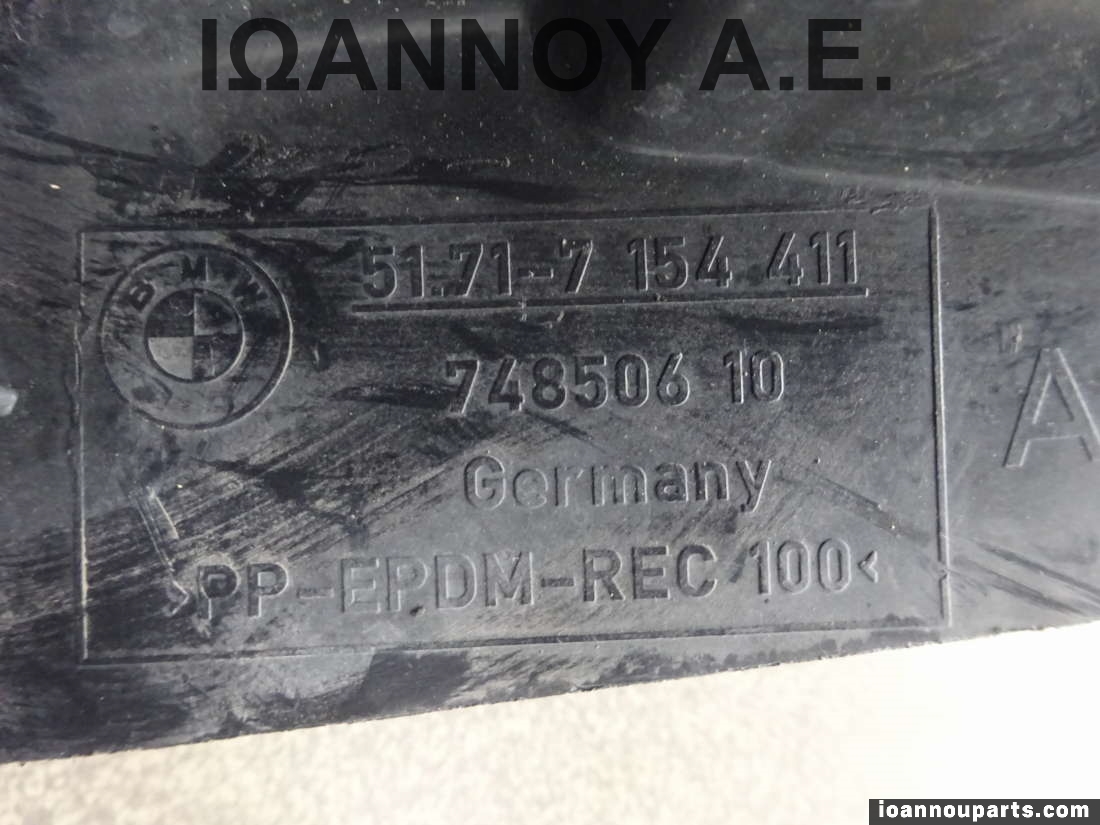 ΙΩΑΝΝΟΥ Α.Ε.
BMW
51.71-7 154 411
748506 10
Germany
>PP-EPDM-REC 100<
"A
ioannouparts.com